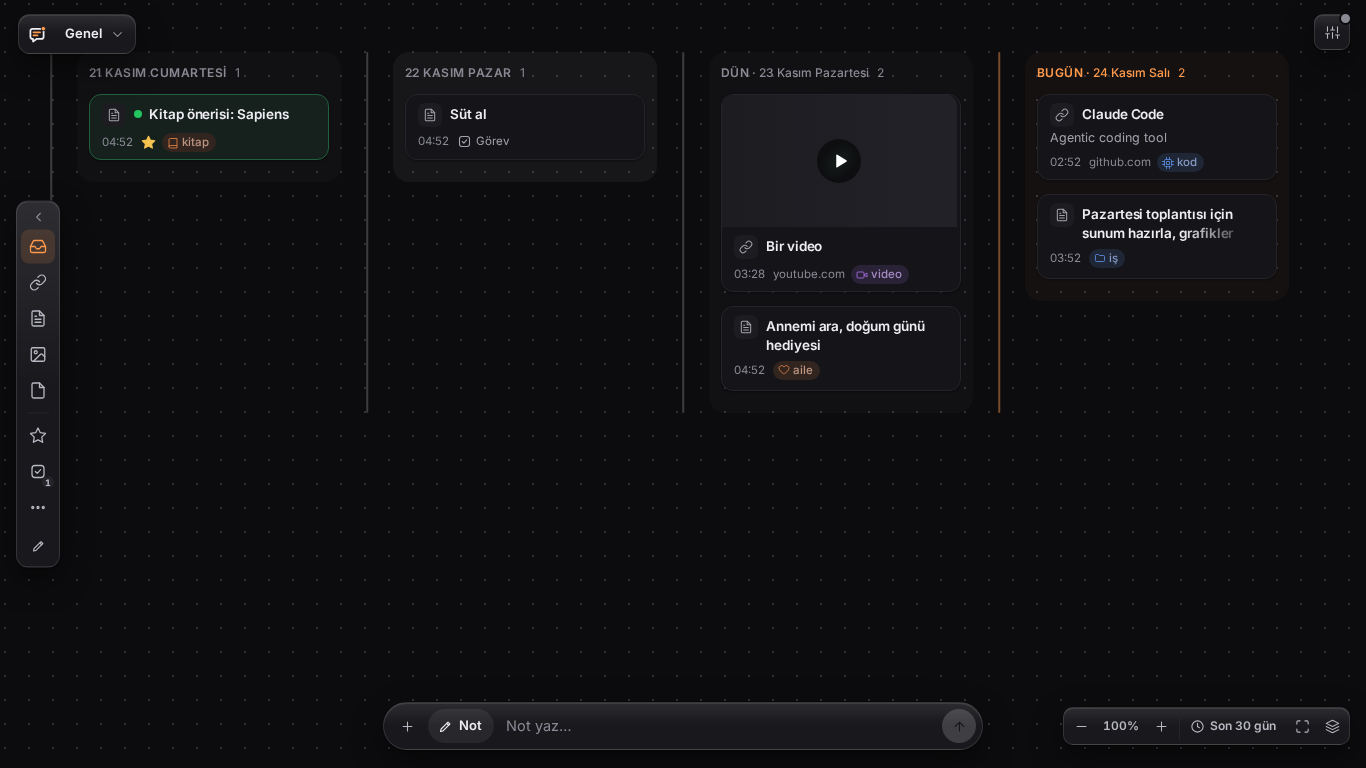 Genel
21 KASIM CUMARTESİ 1
Kitap önerisi: Sapiens
04:52 kitap
22 KASIM PAZAR 1
Süt al
04:52 Görev
DÜN · 23 Kasım Pazartesi 2
Bir video
03:28 youtube.com video
Annemi ara, doğum günü
hediyesi
04:52 aile
BUGÜN · 24 Kasım Salı 2
Claude Code
Agentic coding tool
02:52 github.com kod
Pazartesi toplantısı için
sunum hazırla, grafikler
03:52 iş
1
Not
Not yaz...
100%
Son 30 gün